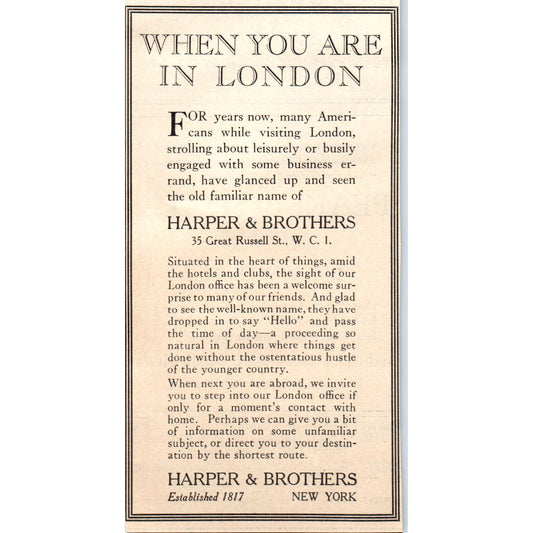 WHEN YOU ARE
IN LONDON
FOR years now, many Ameri-
cans while visiting London,
strolling about leisurely or busily
engaged with some business er-
rand, have glanced up and seen
the old familiar name of
HARPER & BROTHERS
35 Great Russell St., W. C. 1.
Situated in the heart of things, amid
the hotels and clubs, the sight of our
London office has been a welcome sur-
prise to many of our friends. And glad
to see the well-known name, they have
dropped in to say "Hello" and pass
the time of day—a proceeding so
natural in London where things get
done without the ostentatious hustle
of the younger country.
When next you are abroad, we invite
you to step into our London office if
only for a moment's contact with
home. Perhaps we can give you a bit
of information on some unfamiliar
subject, or direct you to your destin-
ation by the shortest route.
HARPER & BROTHERS
Established 1817 NEW YORK